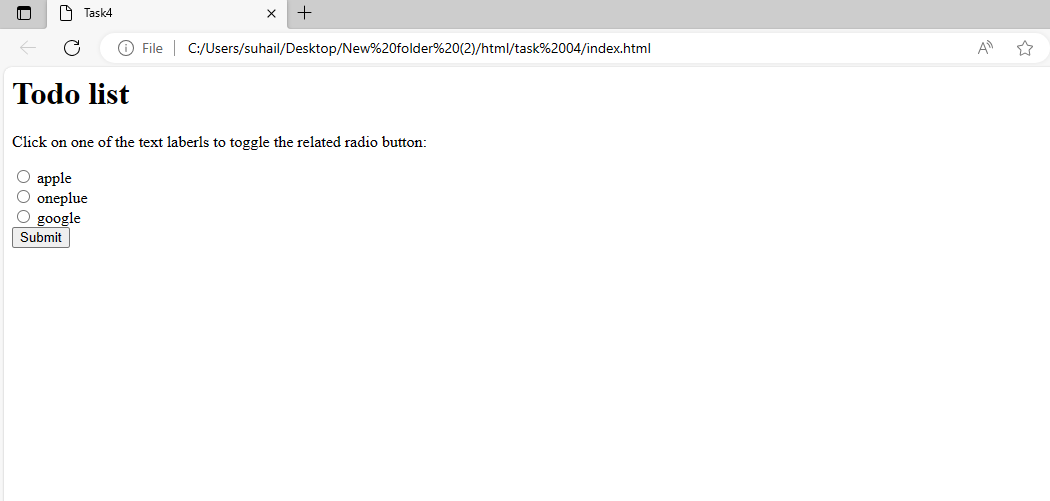 Task4
File C:/Users/suhail/Desktop/New%20folder%20(2)/html/task%2004/index.html
Todo list
Click on one of the text laberls to toggle the related radio button:
apple
oneplue
google
Submit